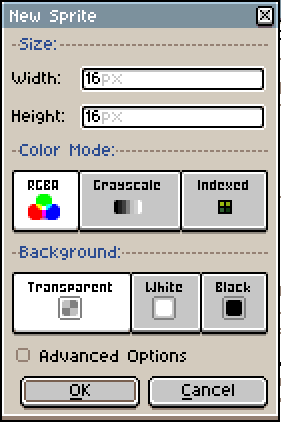 New Sprite
Size:
Width: 16px
Height: 16px
Color Mode:
RGBA Grayscale Indexed
Background:
Transparent White Black
Advanced Options
OK Cancel